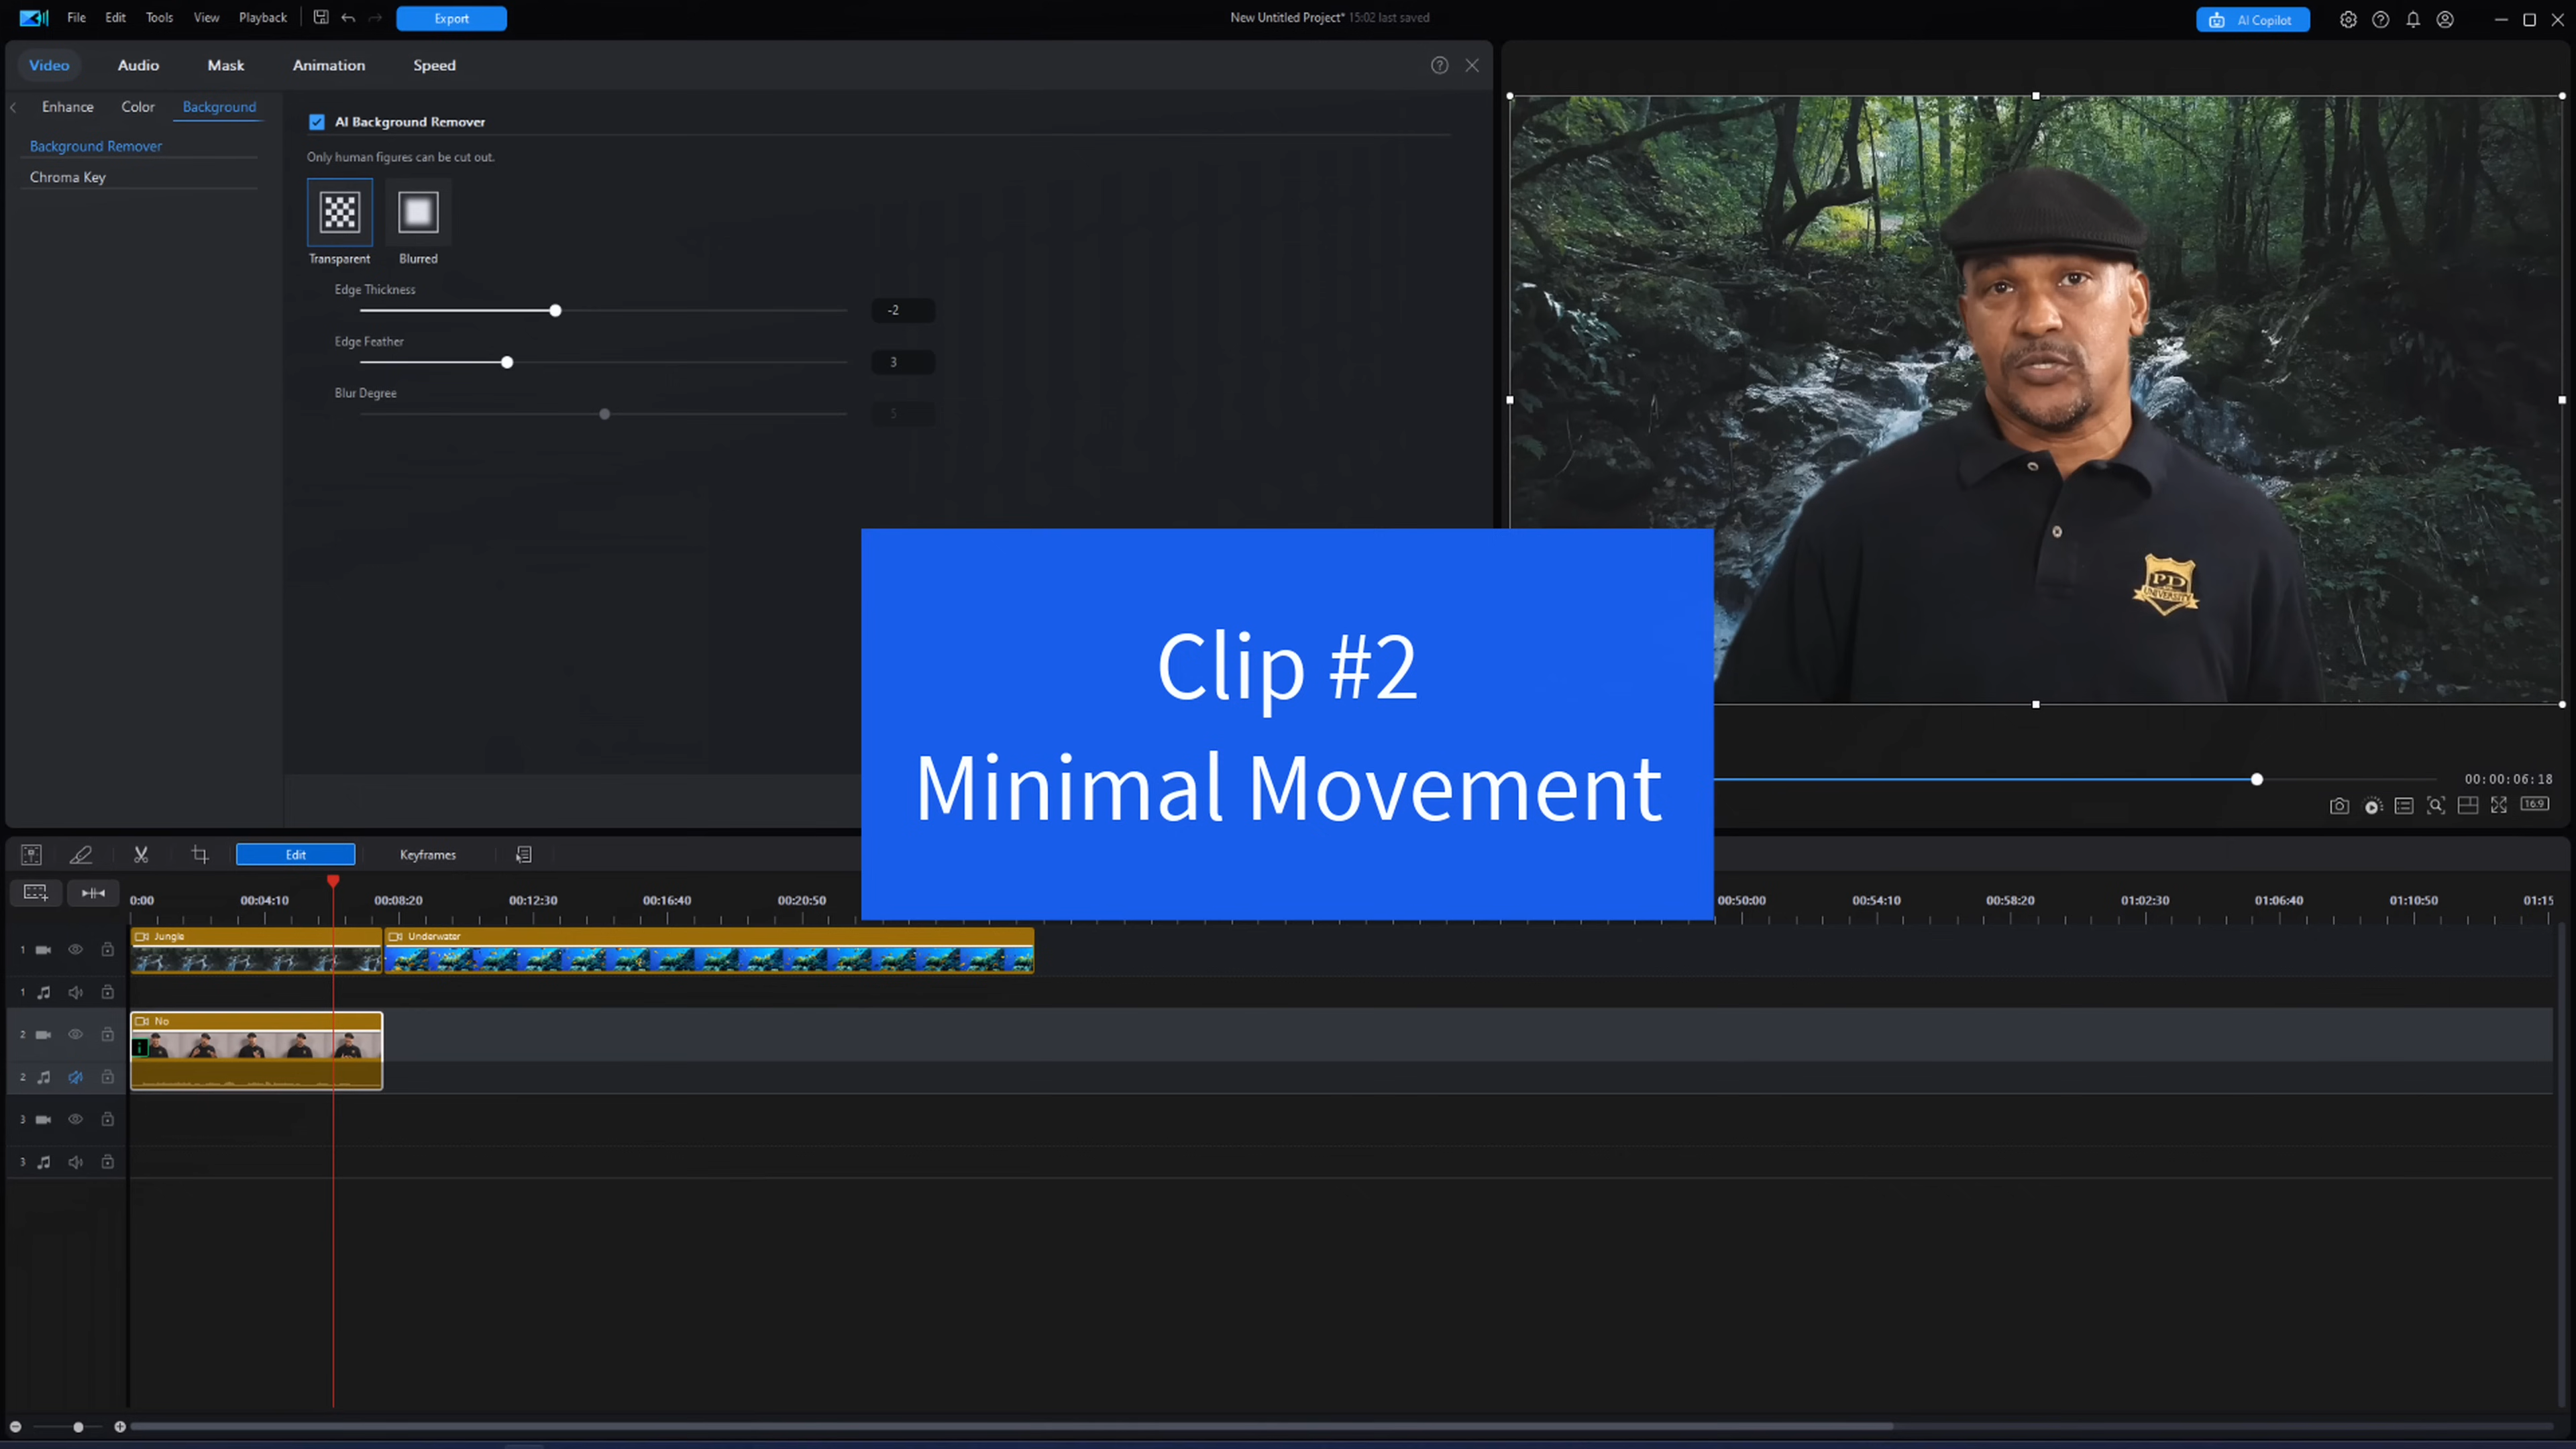 File Edit Tools View Playback Export New Untitled Project* 15:02 last saved AI Copilot
Video Audio Mask Animation Speed
Enhance Color Background
Background Remover
Chroma Key
AI Background Remover
Only human figures can be cut out.
Transparent Blurred
Edge Thickness
-2
Edge Feather
3
Blur Degree
5
PD
UNIVERSITY
Clip #2
Minimal Movement
00:00:06:18
16:9
Edit Keyframes
0:00 00:04:10 00:08:20 00:12:30 00:16:40 00:20:50 00:50:00 00:54:10 00:58:20 01:02:30 01:06:40 01:10:50 01:15
1 Jungle Underwater
1
2 No
2
3
3